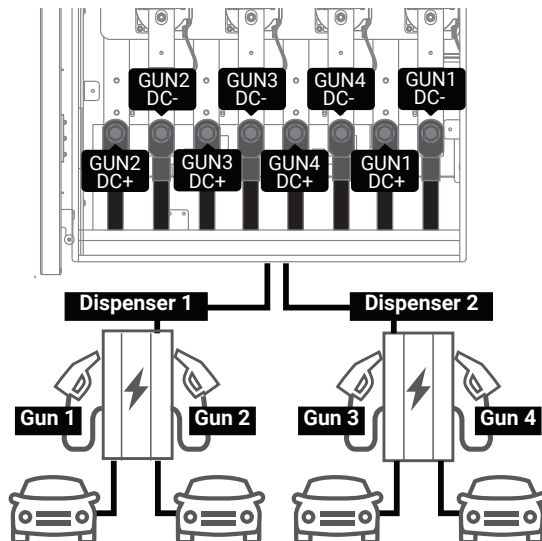 GUN2
DC-
GUN3
DC-
GUN4
DC-
GUN1
DC-
GUN2
DC+
GUN3
DC+
GUN4
DC+
GUN1
DC+
Dispenser 1
Dispenser 2
Gun 1
Gun 2
Gun 3
Gun 4